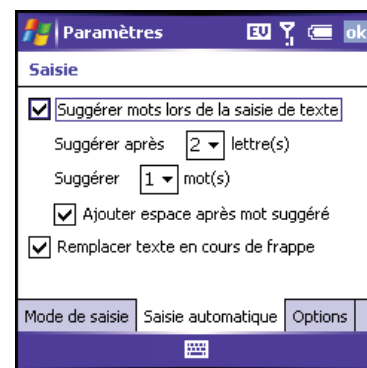 Paramètres EV ok
Saisie
Suggérer mots lors de la saisie de texte
Suggérer après 2 lettre(s)
Suggérer 1 mot(s)
Ajouter espace après mot suggéré
Remplacer texte en cours de frappe
Mode de saisie Saisie automatique Options